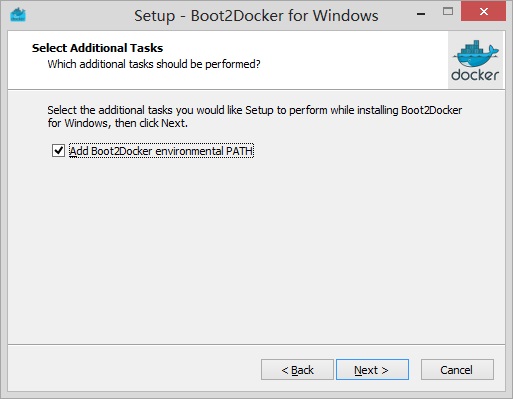 Setup - Boot2Docker for Windows
Select Additional Tasks
Which additional tasks should be performed?
docker
Select the additional tasks you would like Setup to perform while installing Boot2Docker
for Windows, then click Next.
Add Boot2Docker environmental PATH
< Back
Next >
Cancel